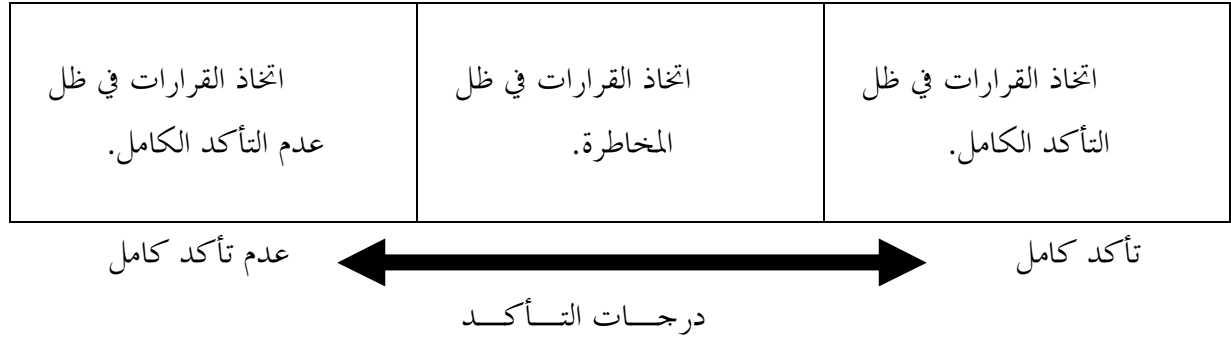 اتخاذ القرارات في ظل
التأكد الكامل.
اتخاذ القرارات في ظل
المخاطرة.
اتخاذ القرارات في ظل
عدم التأكد الكامل.
تأكد كامل
عدم تأكد كامل
درجـــات التـــأكـــد